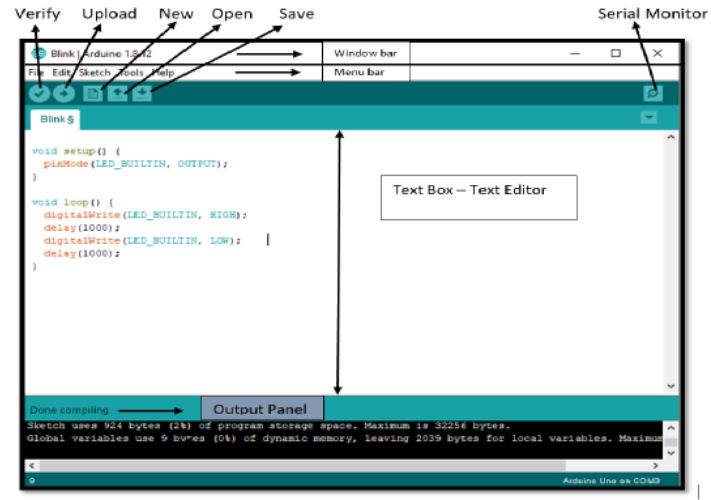 Verify Upload New Open Save Serial Monitor
Blink | Arduino 1.8.12 Window bar
File Edit Sketch Tools Help Menu bar
Blink §
void setup() {
pinMode(LED_BUILTIN, OUTPUT);
}
void loop() {
digitalWrite(LED_BUILTIN, HIGH);
delay(1000);
digitalWrite(LED_BUILTIN, LOW);
delay(1000);
}
Text Box – Text Editor
Done compiling. Output Panel
Sketch uses 924 bytes (2%) of program storage space. Maximum is 32256 bytes.
Global variables use 9 bytes (0%) of dynamic memory, leaving 2039 bytes for local variables. Maximum
9 Arduino Uno on COM3